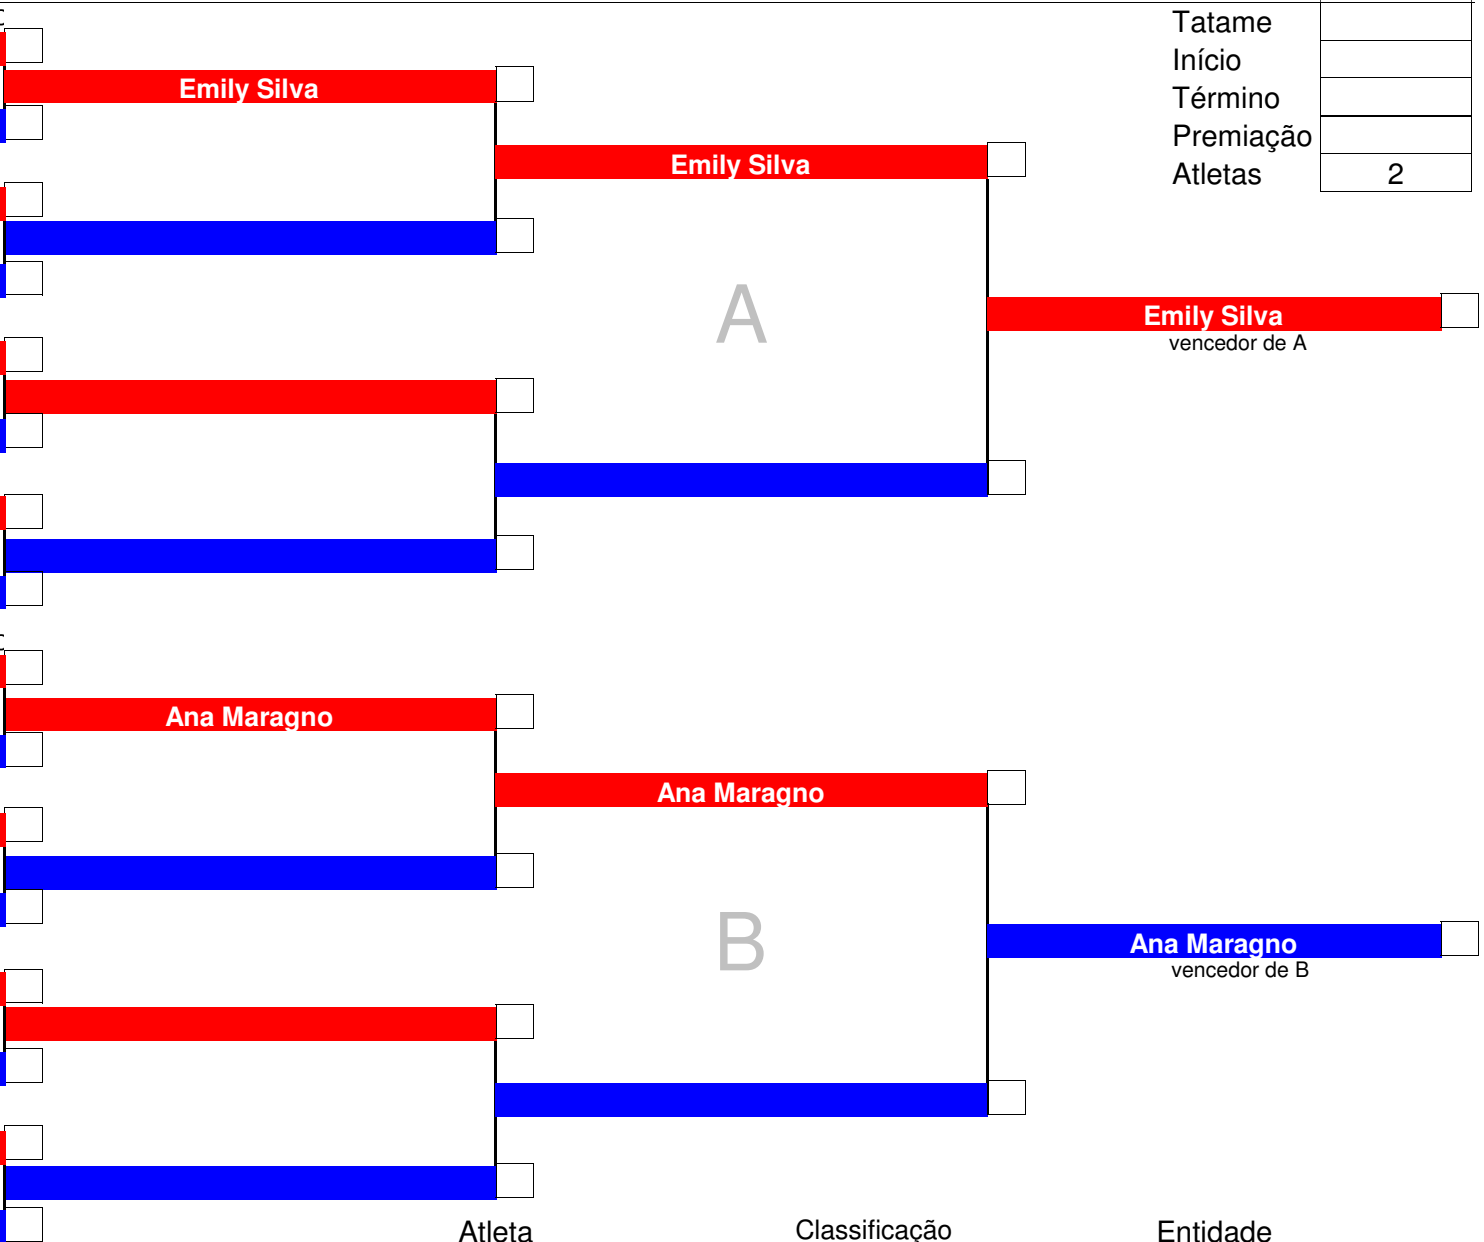 Tatame
Emily Silva
Início
Término
Emily Silva
Premiação
Atletas 2
A
Emily Silva
vencedor de A
Ana Maragno
Ana Maragno
B
Ana Maragno
vencedor de B
Atleta Classificação Entidade